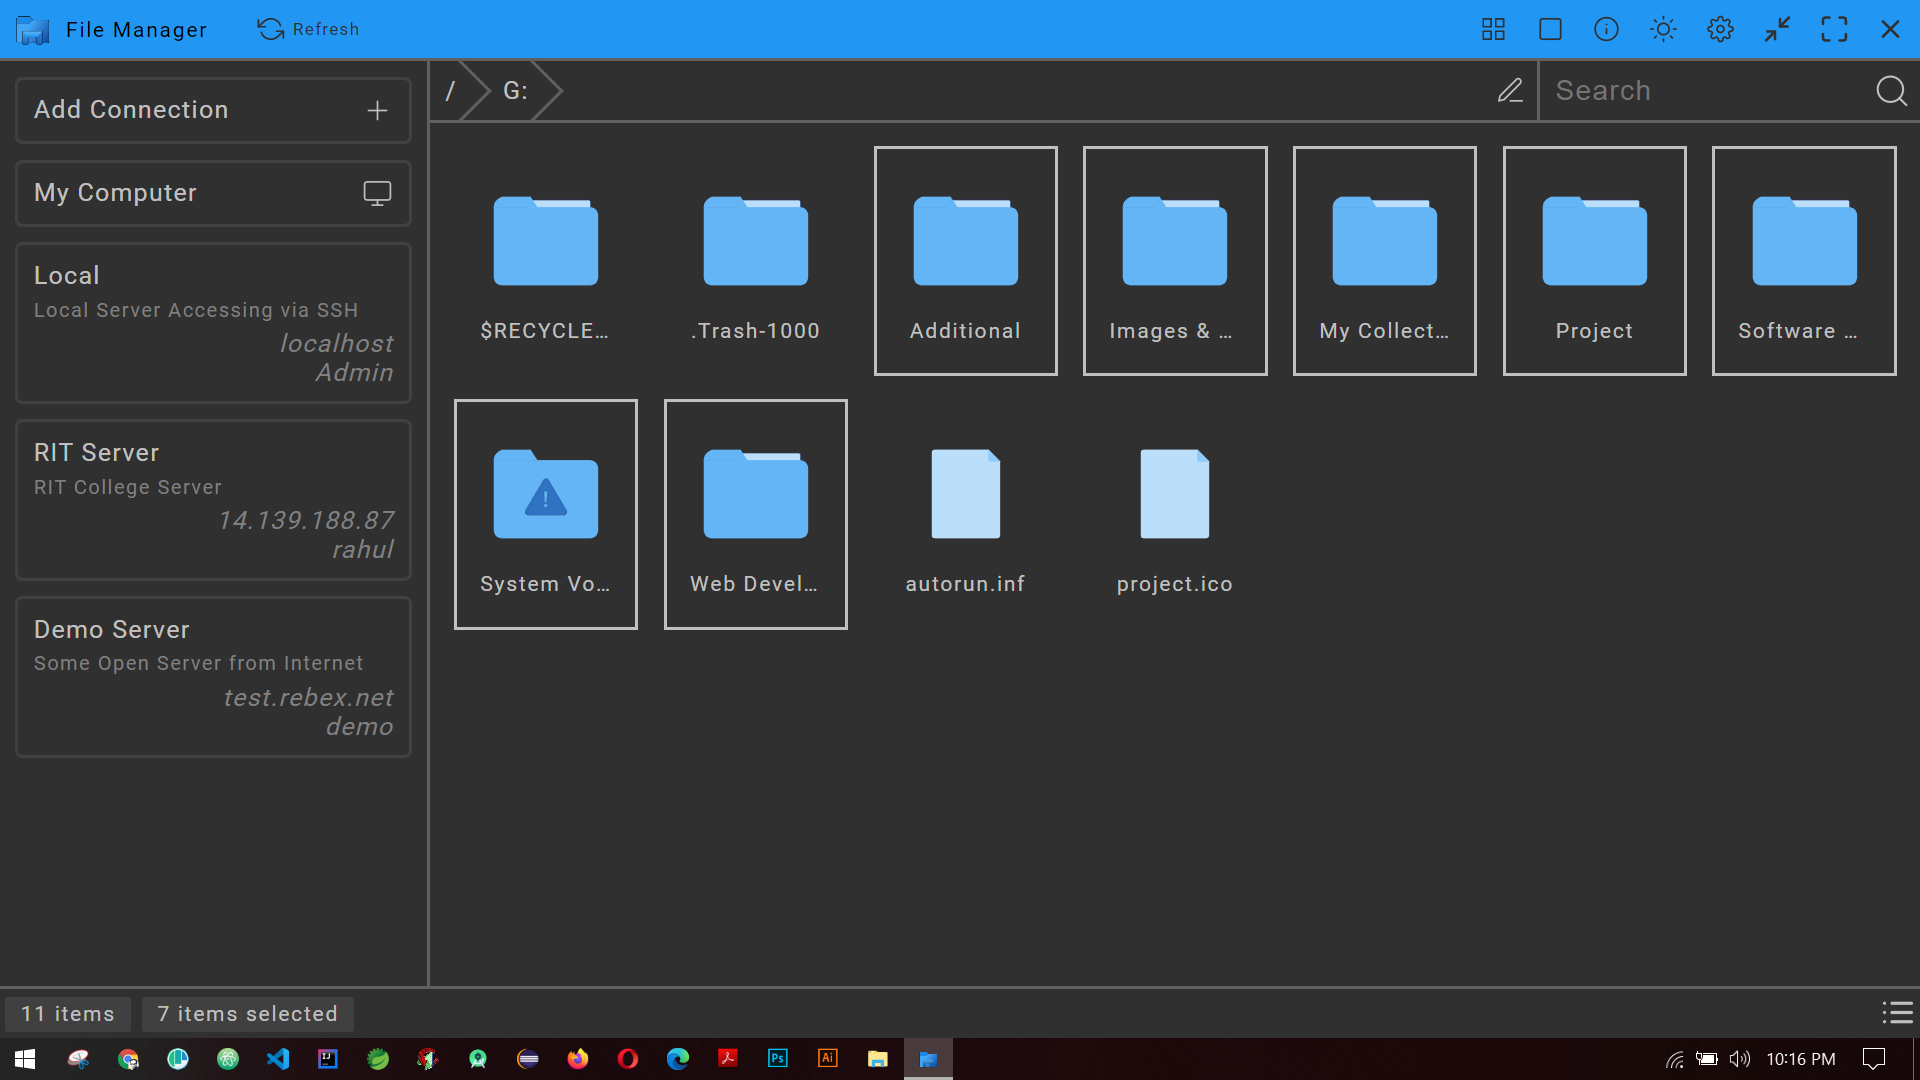 File Manager
Refresh
Add Connection
My Computer
Local
Local Server Accessing via SSH
localhost
Admin
RIT Server
RIT College Server
14.139.188.87
rahul
Demo Server
Some Open Server from Internet
test.rebex.net
demo
/ G:
Search
$RECYCLE...
.Trash-1000
Additional
Images & ...
My Collect...
Project
Software ...
System Vo...
Web Devel...
autorun.inf
project.ico
11 items
7 items selected
IJ
Ps
Ai
10:16 PM